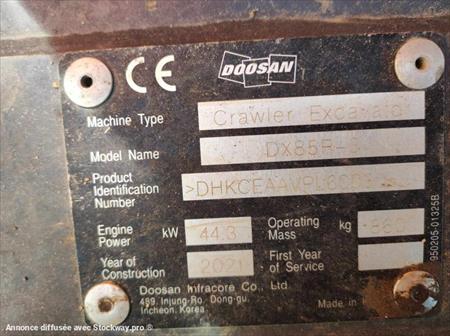 CE DOOSAN
Machine Type Crawler Excavator
Model Name
Product
Identification
Number
Engine
Power kW 44.3 Operating
Mass kg
Year of
Construction 2021 First Year
of Service
Doosan Infracore Co., Ltd
489, Injung-Ro, Dong-gu,
Incheon, Korea Made in
950205-01325B
Annonce diffusée avec Stockway.pro ®